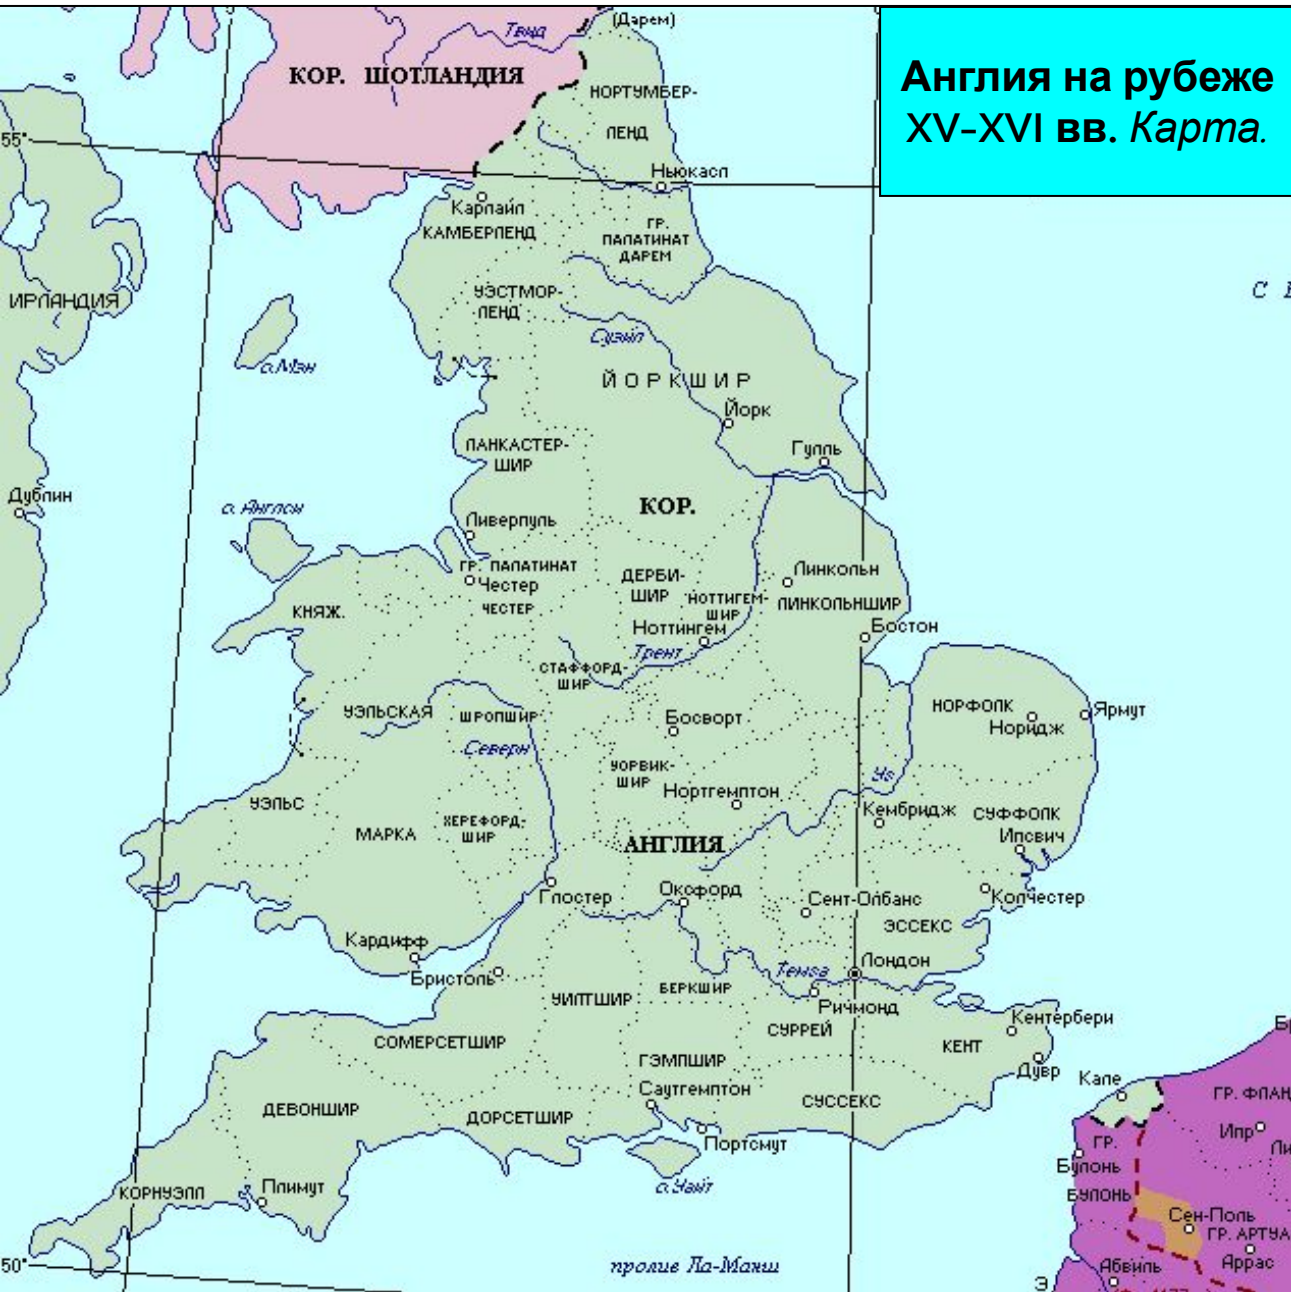 Англия на рубеже
XV-XVI вв. Карта.
(Дарем)
Твид
КОР. ШОТЛАНДИЯ
НОРТУМБЕР-
ЛЕНД
55°
Ньюкасл
Карлайл
КАМБЕРЛЕНД
ГР.
ПАЛАТИНАТ
ДАРЕМ
ИРЛАНДИЯ
УЭСТМОР-
ЛЕНД
С
Суэйл
о.Мэн
ЙОРКШИР
Йорк
ЛАНКАСТЕР-
ШИР
Гулль
Дублин
о. Англси
КОР.
Ливерпуль
ГР. ПАЛАТИНАТ
Честер
ЧЕСТЕР
ДЕРБИ-
ШИР
НОТТИГЕМ-
ШИР
Линкольн
ЛИНКОЛЬНШИР
КНЯЖ.
Ноттингем
Бостон
Трент
СТАФФОРД-
ШИР
УЭЛЬСКАЯ
ШРОПШИР
Босворт
НОРФОЛК
Норидж
Ярмут
Северн
УОРВИК-
ШИР
Нортгемптон
Уз
УЭЛЬС
МАРКА
ХЕРЕФОРД-
ШИР
Кембридж
СУФФОЛК
Ипсвич
АНГЛИЯ
Глостер
Оксфорд
Сент-Олбанс
Колчестер
ЭССЕКС
Кардифф
Бристоль
Темза
Лондон
УИЛТШИР
БЕРКШИР
Ричмонд
Кентербери
СОМЕРСЕТШИР
СУРРЕЙ
КЕНТ
ГЭМПШИР
Дувр
Кале
Саутгемптон
СУССЕКС
ДЕВОНШИР
ДОРСЕТШИР
Портсмут
ГР. ФЛАН
Ипр
Ли
ГР.
Булонь
БУЛОНЬ
о.Уайт
КОРНУЭЛЛ
Плимут
Сен-Поль
ГР. АРТУА
50°
пролив Ла-Манш
Абвиль
Аррас
Э